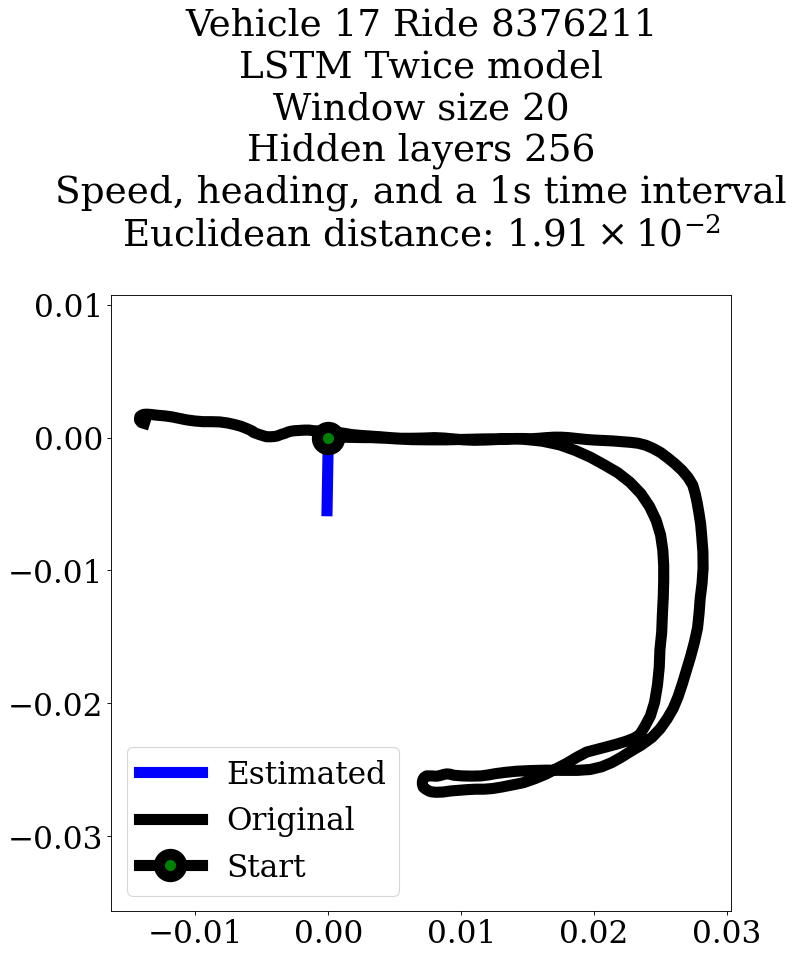 Vehicle 17 Ride 8376211
LSTM Twice model
Window size 20
Hidden layers 256
Speed, heading, and a 1s time interval
Euclidean distance: 1.91 × 10⁻²
0.01
0.00
−0.01
−0.02
−0.03
Estimated
Original
Start
−0.01 0.00 0.01 0.02 0.03